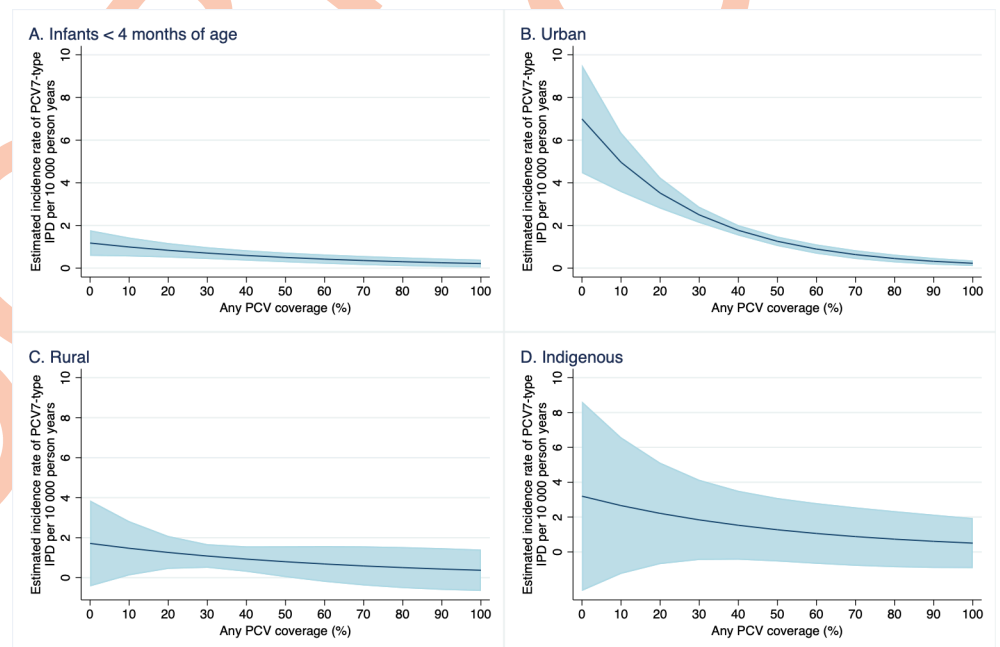 A. Infants < 4 months of age
Estimated incidence rate of PCV7-type
IPD per 10 000 person years
10
8
6
4
2
0
0 10 20 30 40 50 60 70 80 90 100
Any PCV coverage (%)
B. Urban
Estimated incidence rate of PCV7-type
IPD per 10 000 person years
10
8
6
4
2
0
0 10 20 30 40 50 60 70 80 90 100
Any PCV coverage (%)
C. Rural
Estimated incidence rate of PCV7-type
IPD per 10 000 person years
10
8
6
4
2
0
0 10 20 30 40 50 60 70 80 90 100
Any PCV coverage (%)
D. Indigenous
Estimated incidence rate of PCV7-type
IPD per 10 000 person years
10
8
6
4
2
0
0 10 20 30 40 50 60 70 80 90 100
Any PCV coverage (%)